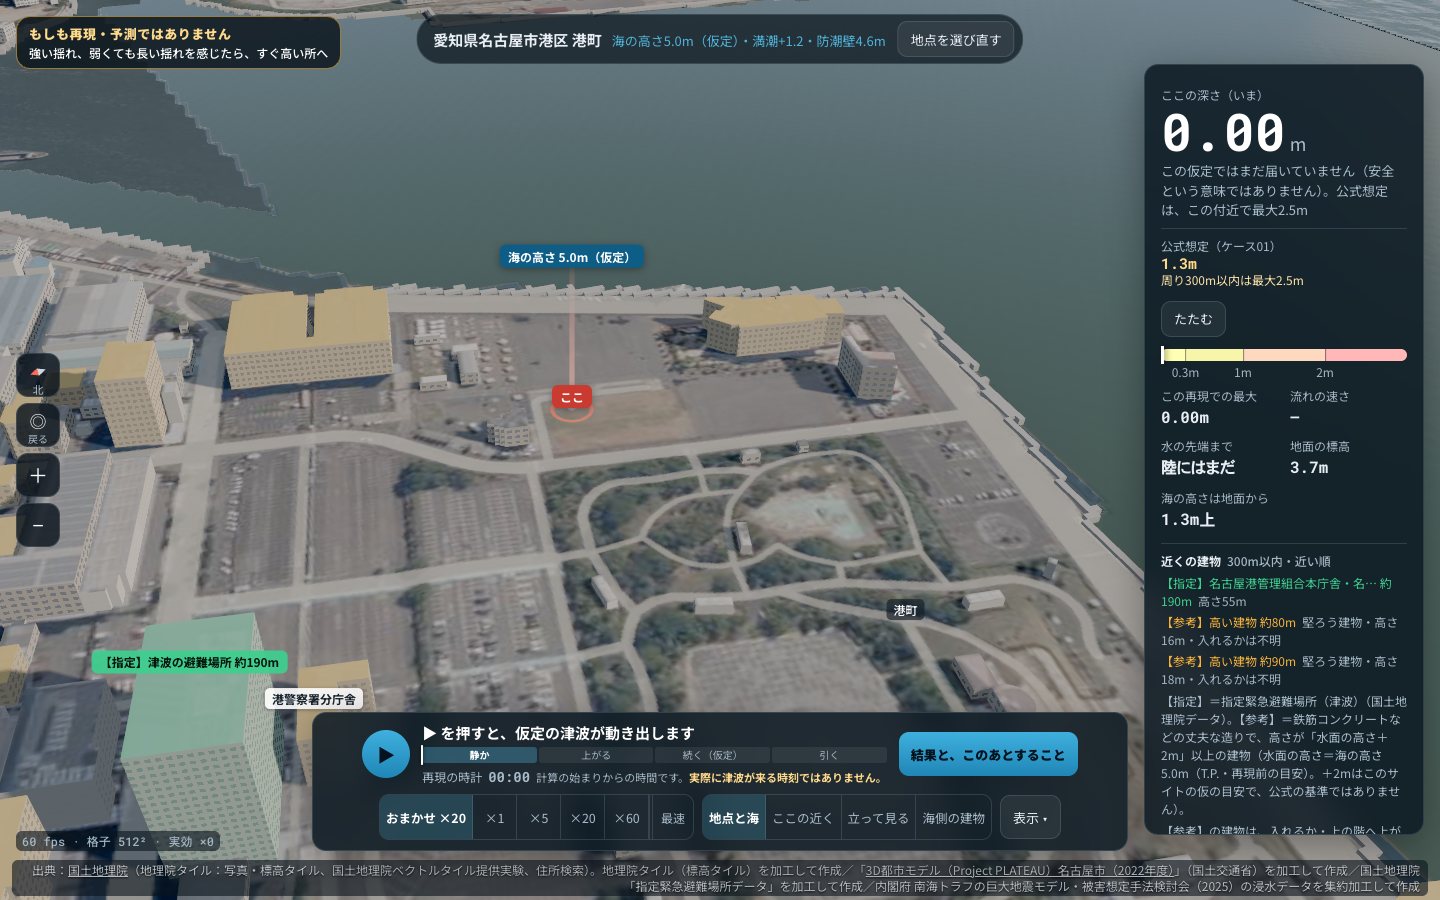 もしも再現・予測ではありません
強い揺れ、弱くても長い揺れを感じたら、すぐ高い所へ
愛知県名古屋市港区 港町 海の高さ5.0m（仮定）・満潮+1.2・防潮壁4.6m 地点を選び直す
ここの深さ（いま）
0.00 m
この仮定ではまだ届いていません（安全
という意味ではありません）。公式想定
は、この付近で最大2.5m
公式想定（ケース01）
1.3m
周り300m以内は最大2.5m
たたむ
0.3m 1m 2m
この再現での最大 流れの速さ
0.00m –
水の先端まで 地面の標高
陸にはまだ 3.7m
海の高さは地面から
1.3m上
近くの建物 300m以内・近い順
【指定】名古屋港管理組合本庁舎・名… 約
190m 高さ55m
【参考】高い建物 約80m 堅ろう建物・高さ
16m・入れるかは不明
【参考】高い建物 約90m 堅ろう建物・高さ
18m・入れるかは不明
【指定】＝指定緊急避難場所（津波）（国土地
理院データ）。【参考】＝鉄筋コンクリートな
どの丈夫な造りで、高さが「水面の高さ＋
2m」以上の建物（水面の高さ＝海の高さ
5.0m（T.P.・再現前の目安）。＋2mはこのサ
イトの仮の目安で、公式の基準ではありませ
ん）。
【参考】の建物は、入れるか・上の階へ上が
海の高さ 5.0m（仮定）
ここ
北
戻る
+
−
港町
【指定】津波の避難場所 約190m
港警察署分庁舎
▶ を押すと、仮定の津波が動き出します
静か 上がる 続く（仮定） 引く
再現の時計 00:00 計算の始まりからの時間です。実際に津波が来る時刻ではありません。
結果と、このあとすること
おまかせ ×20 ×1 ×5 ×20 ×60 最速 地点と海 ここの近く 立って見る 海側の建物 表示 ▾
60 fps · 格子 512² · 実効 ×0
出典：国土地理院（地理院タイル：写真・標高タイル、国土地理院ベクトルタイル提供実験、住所検索）。地理院タイル（標高タイル）を加工して作成／「3D都市モデル（Project PLATEAU）名古屋市（2022年度）」（国土交通省）を加工して作成／国土地理院
「指定緊急避難場所データ」を加工して作成／内閣府 南海トラフの巨大地震モデル・被害想定手法検討会（2025）の浸水データを集約加工して作成